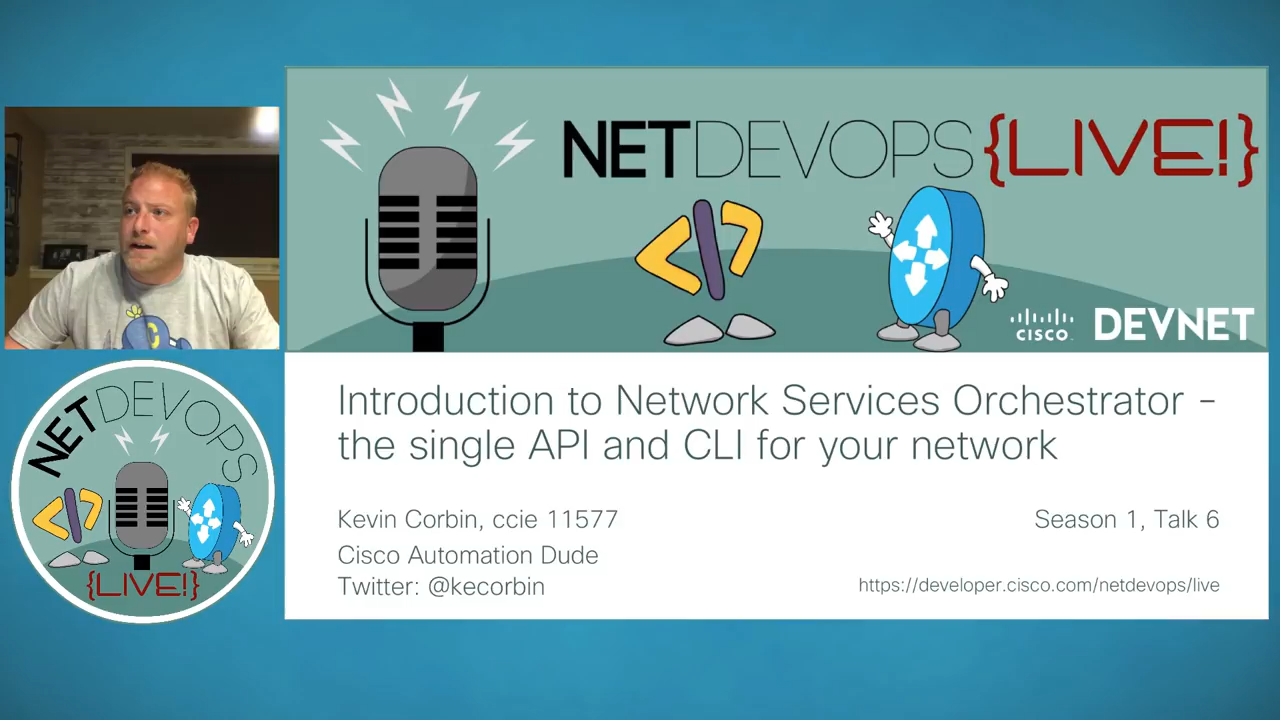 NETDEVOPS{LIVE!}
CISCO
DEVNET
Introduction to Network Services Orchestrator -
the single API and CLI for your network
Kevin Corbin, ccie 11577
Season 1, Talk 6
Cisco Automation Dude
Twitter: @kecorbin
https://developer.cisco.com/netdevops/live
NETDEVOPS
{LIVE!}